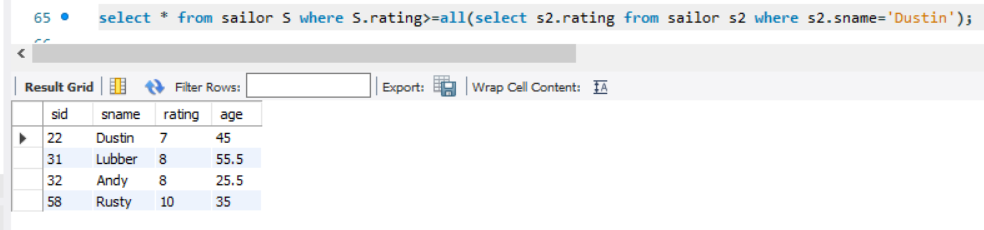 65 select * from sailor S where S.rating>=all(select s2.rating from sailor s2 where s2.sname='Dustin');
Result Grid Filter Rows: Export: Wrap Cell Content: IA
sid sname rating age
22 Dustin 7 45
31 Lubber 8 55.5
32 Andy 8 25.5
58 Rusty 10 35